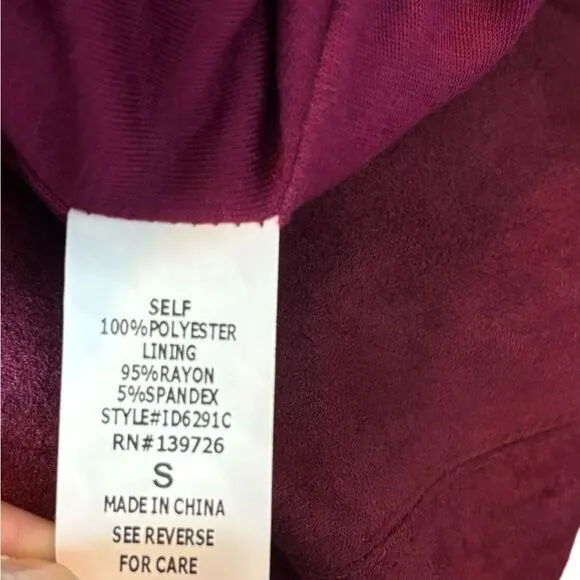 SELF
100%POLYESTER
LINING
95%RAYON
5%SPANDEX
STYLE#ID6291C
RN#139726
S
MADE IN CHINA
SEE REVERSE
FOR CARE